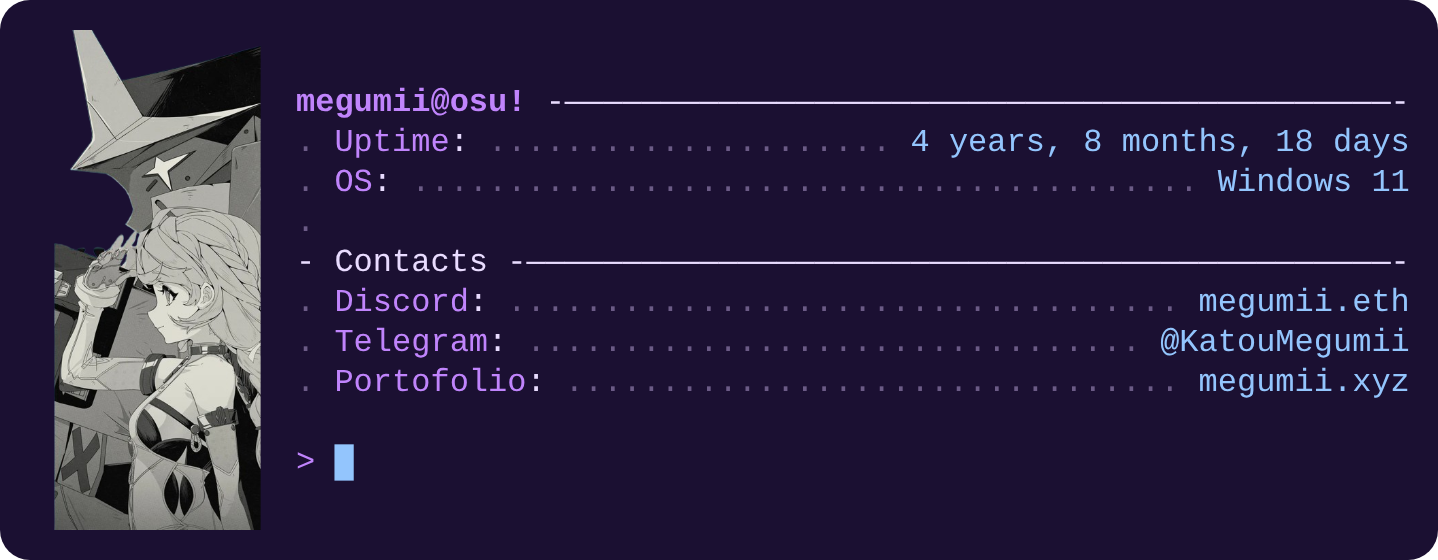 megumii@osu! -——————————————————————————————————————————-
. Uptime: ..................... 4 years, 8 months, 18 days
. OS: ......................................... Windows 11
.
- Contacts -—————————————————————————————————————————————-
. Discord: ................................... megumii.eth
. Telegram: ................................ @KatouMegumii
. Portofolio: ................................ megumii.xyz
>